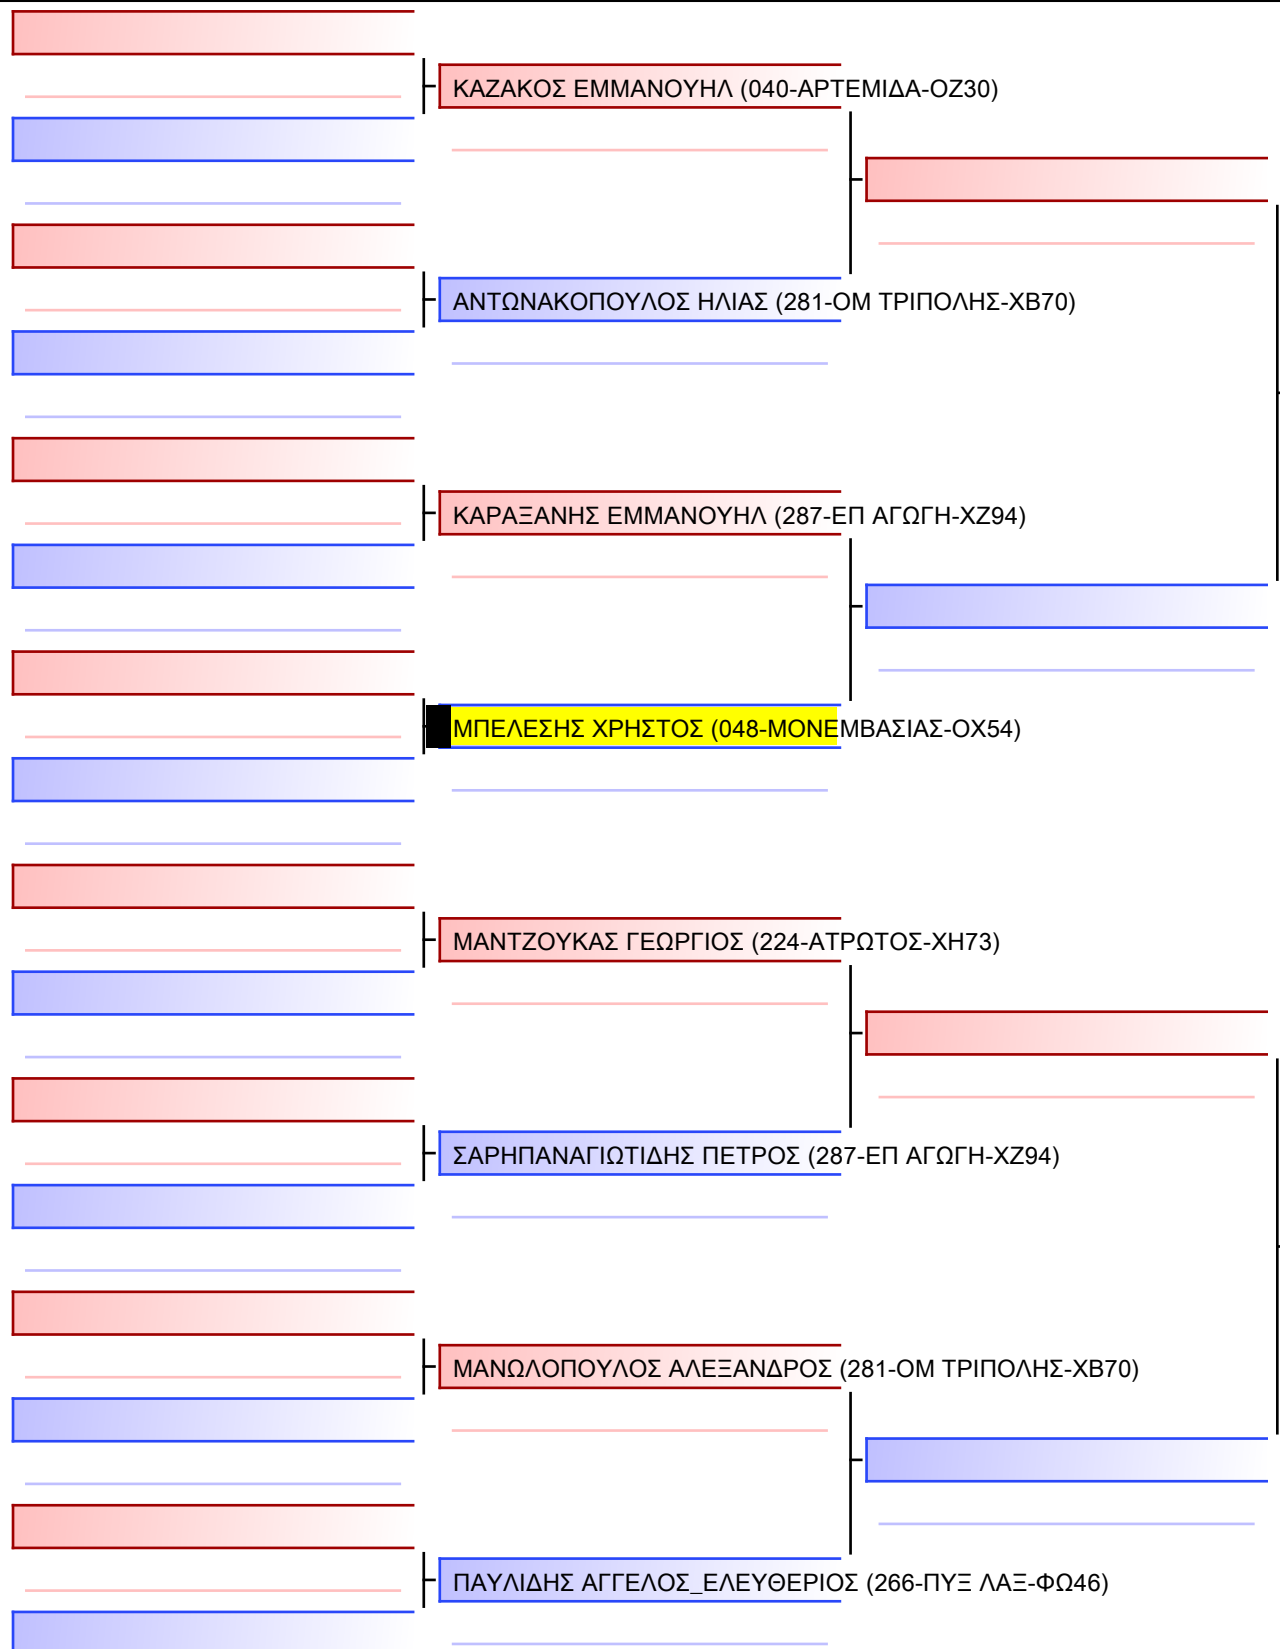 ΚΑΖΑΚΟΣ ΕΜΜΑΝΟΥΗΛ (040-ΑΡΤΕΜΙΔΑ-ΟΖ30)
ΑΝΤΩΝΑΚΟΠΟΥΛΟΣ ΗΛΙΑΣ (281-ΟΜ ΤΡΙΠΟΛΗΣ-ΧΒ70)
ΚΑΡΑΞΑΝΗΣ ΕΜΜΑΝΟΥΗΛ (287-ΕΠ ΑΓΩΓΗ-ΧΖ94)
ΜΠΕΛΕΣΗΣ ΧΡΗΣΤΟΣ (048-ΜΟΝΕΜΒΑΣΙΑΣ-ΟΧ54)
ΜΑΝΤΖΟΥΚΑΣ ΓΕΩΡΓΙΟΣ (224-ΑΤΡΩΤΟΣ-ΧΗ73)
ΣΑΡΗΠΑΝΑΓΙΩΤΙΔΗΣ ΠΕΤΡΟΣ (287-ΕΠ ΑΓΩΓΗ-ΧΖ94)
ΜΑΝΩΛΟΠΟΥΛΟΣ ΑΛΕΞΑΝΔΡΟΣ (281-ΟΜ ΤΡΙΠΟΛΗΣ-ΧΒ70)
ΠΑΥΛΙΔΗΣ ΑΓΓΕΛΟΣ_ΕΛΕΥΘΕΡΙΟΣ (266-ΠΥΞ ΛΑΞ-ΦΩ46)